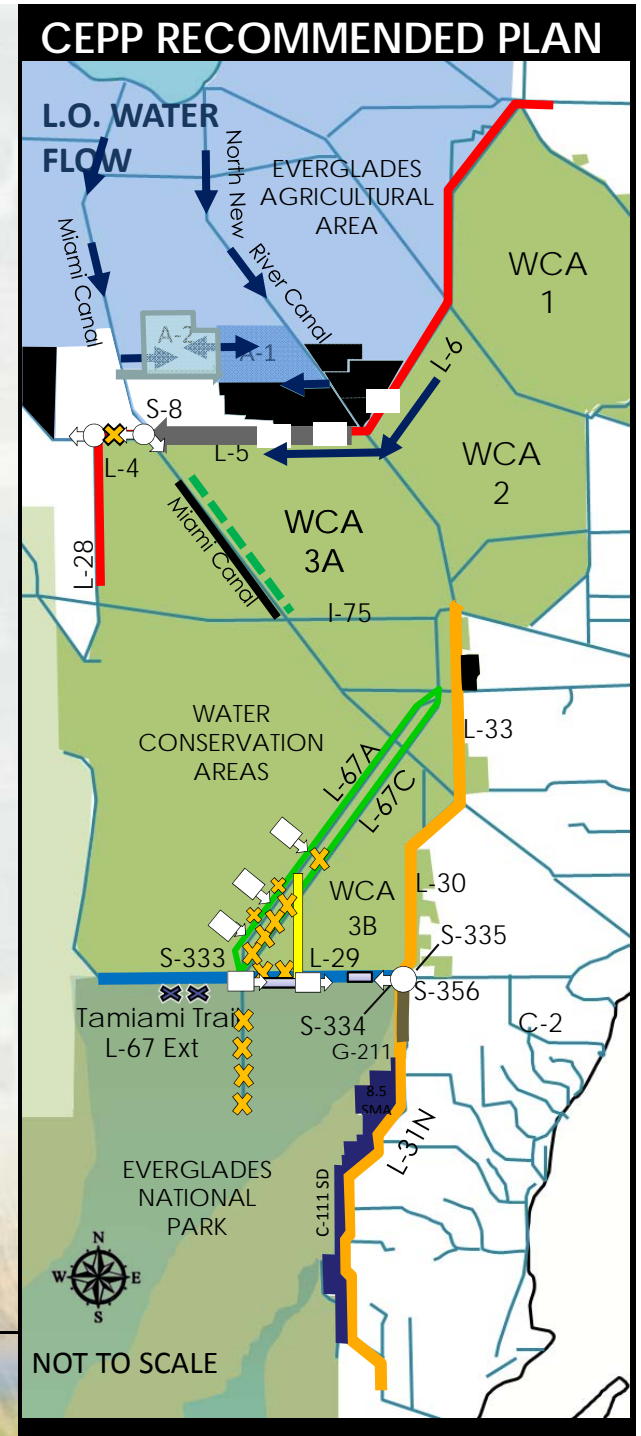 CEPP RECOMMENDED PLAN
L.O. WATER
FLOW
North New
River Canal
EVERGLADES
AGRICULTURAL
AREA
Miami Canal
WCA
1
A-2
A-1
L-6
S-8
L-5
L-4
WCA
2
WCA
3A
Miami Canal
L-28
I-75
WATER
CONSERVATION
AREAS
L-33
L-67A
L-67C
WCA
3B
L-30
S-335
S-333
L-29
S-356
Tamiami Trail
S-334
C-2
L-67 Ext
G-211
8.5
SMA
L-31N
EVERGLADES
NATIONAL
PARK
C-111 SD
N
W
E
S
NOT TO SCALE